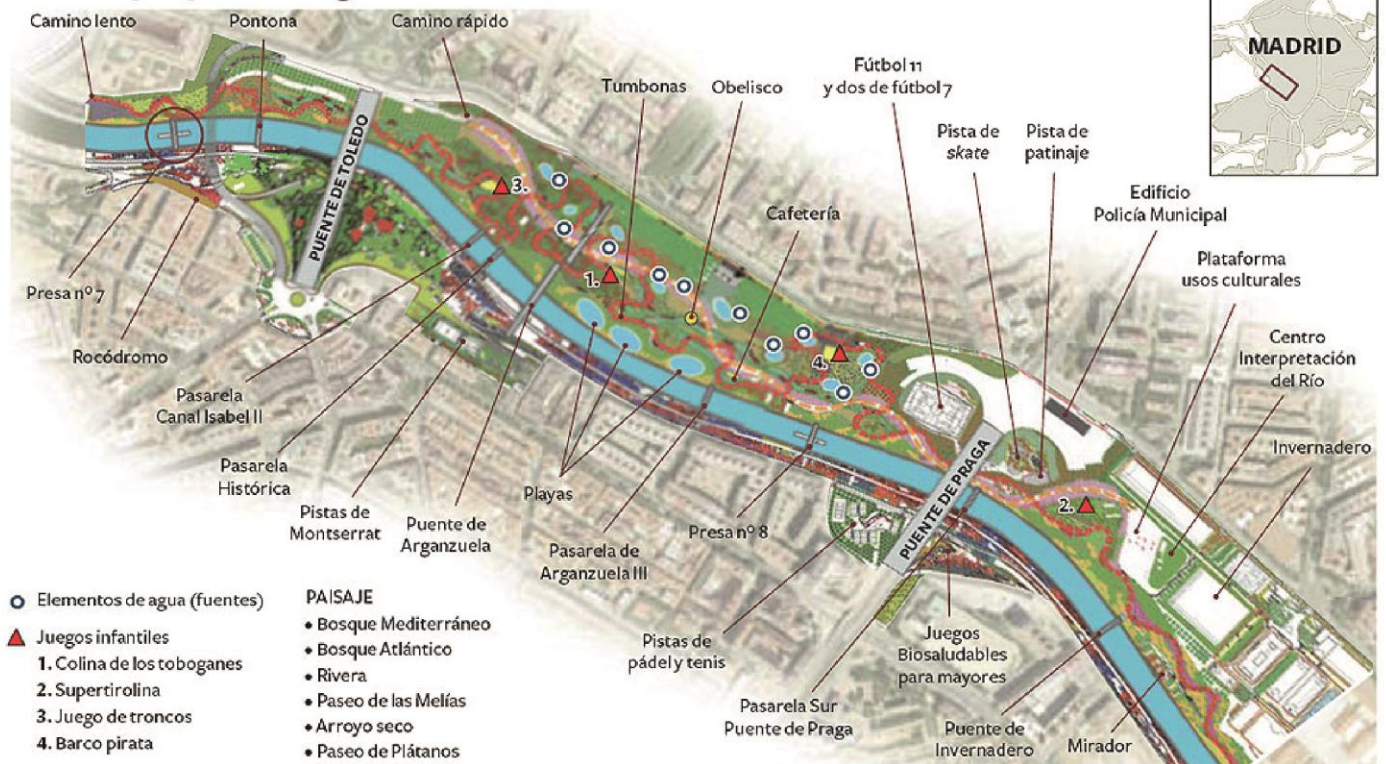 Camino lento
Pontona
Camino rápido
Tumbonas
Obelisco
Fútbol 11
y dos de fútbol 7
Pista de
skate
Pista de
patinaje
MADRID
Edificio
Policía Municipal
Plataforma
usos culturales
Centro
Interpretación
del Río
Invernadero
Cafetería
PUENTE DE TOLEDO
3.
1.
4.
2.
PUENTE DE PRAGA
Presa nº 7
Rocódromo
Pasarela
Canal Isabel II
Pasarela
Histórica
Pistas de
Montserrat
Puente de
Arganzuela
Playas
Pasarela de
Arganzuela III
Presa nº 8
Pistas de
pádel y tenis
Pasarela Sur
Puente de Praga
Juegos
Biosaludables
para mayores
Puente de
Invernadero
Mirador
Elementos de agua (fuentes)
Juegos infantiles
1. Colina de los toboganes
2. Supertirolina
3. Juego de troncos
4. Barco pirata
PAISAJE
• Bosque Mediterráneo
• Bosque Atlántico
• Rivera
• Paseo de las Melías
• Arroyo seco
• Paseo de Plátanos